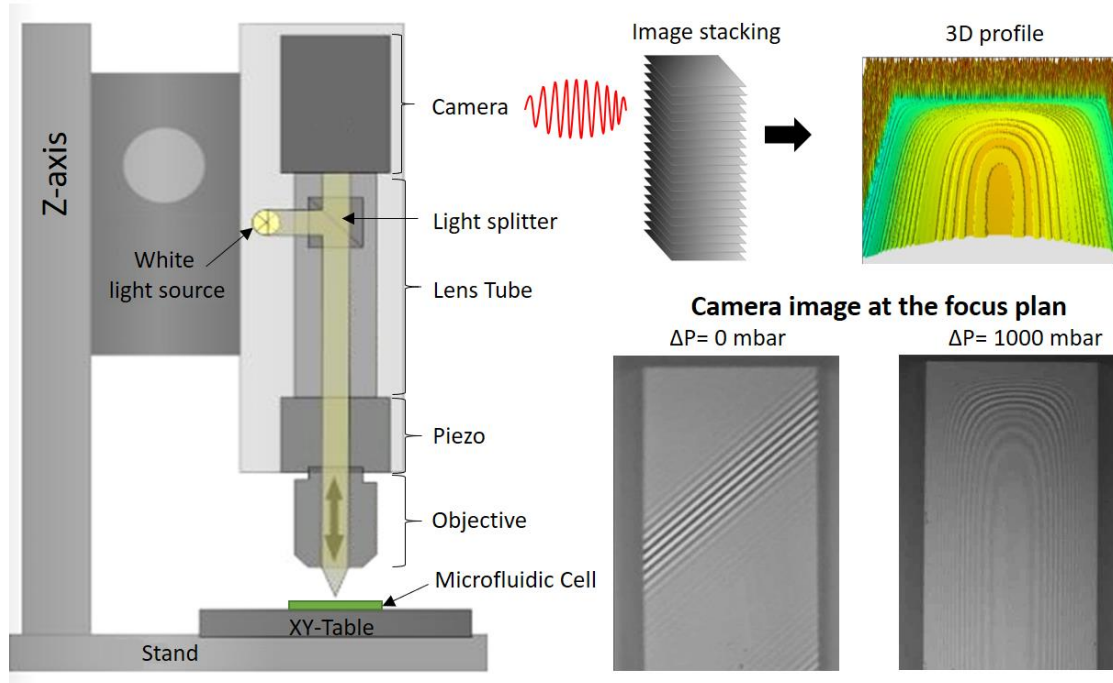 Z-axis
Camera
Light splitter
White
light source
Lens Tube
Piezo
Objective
Microfluidic Cell
XY-Table
Stand
Image stacking
3D profile
Camera image at the focus plan
ΔP= 0 mbar
ΔP= 1000 mbar